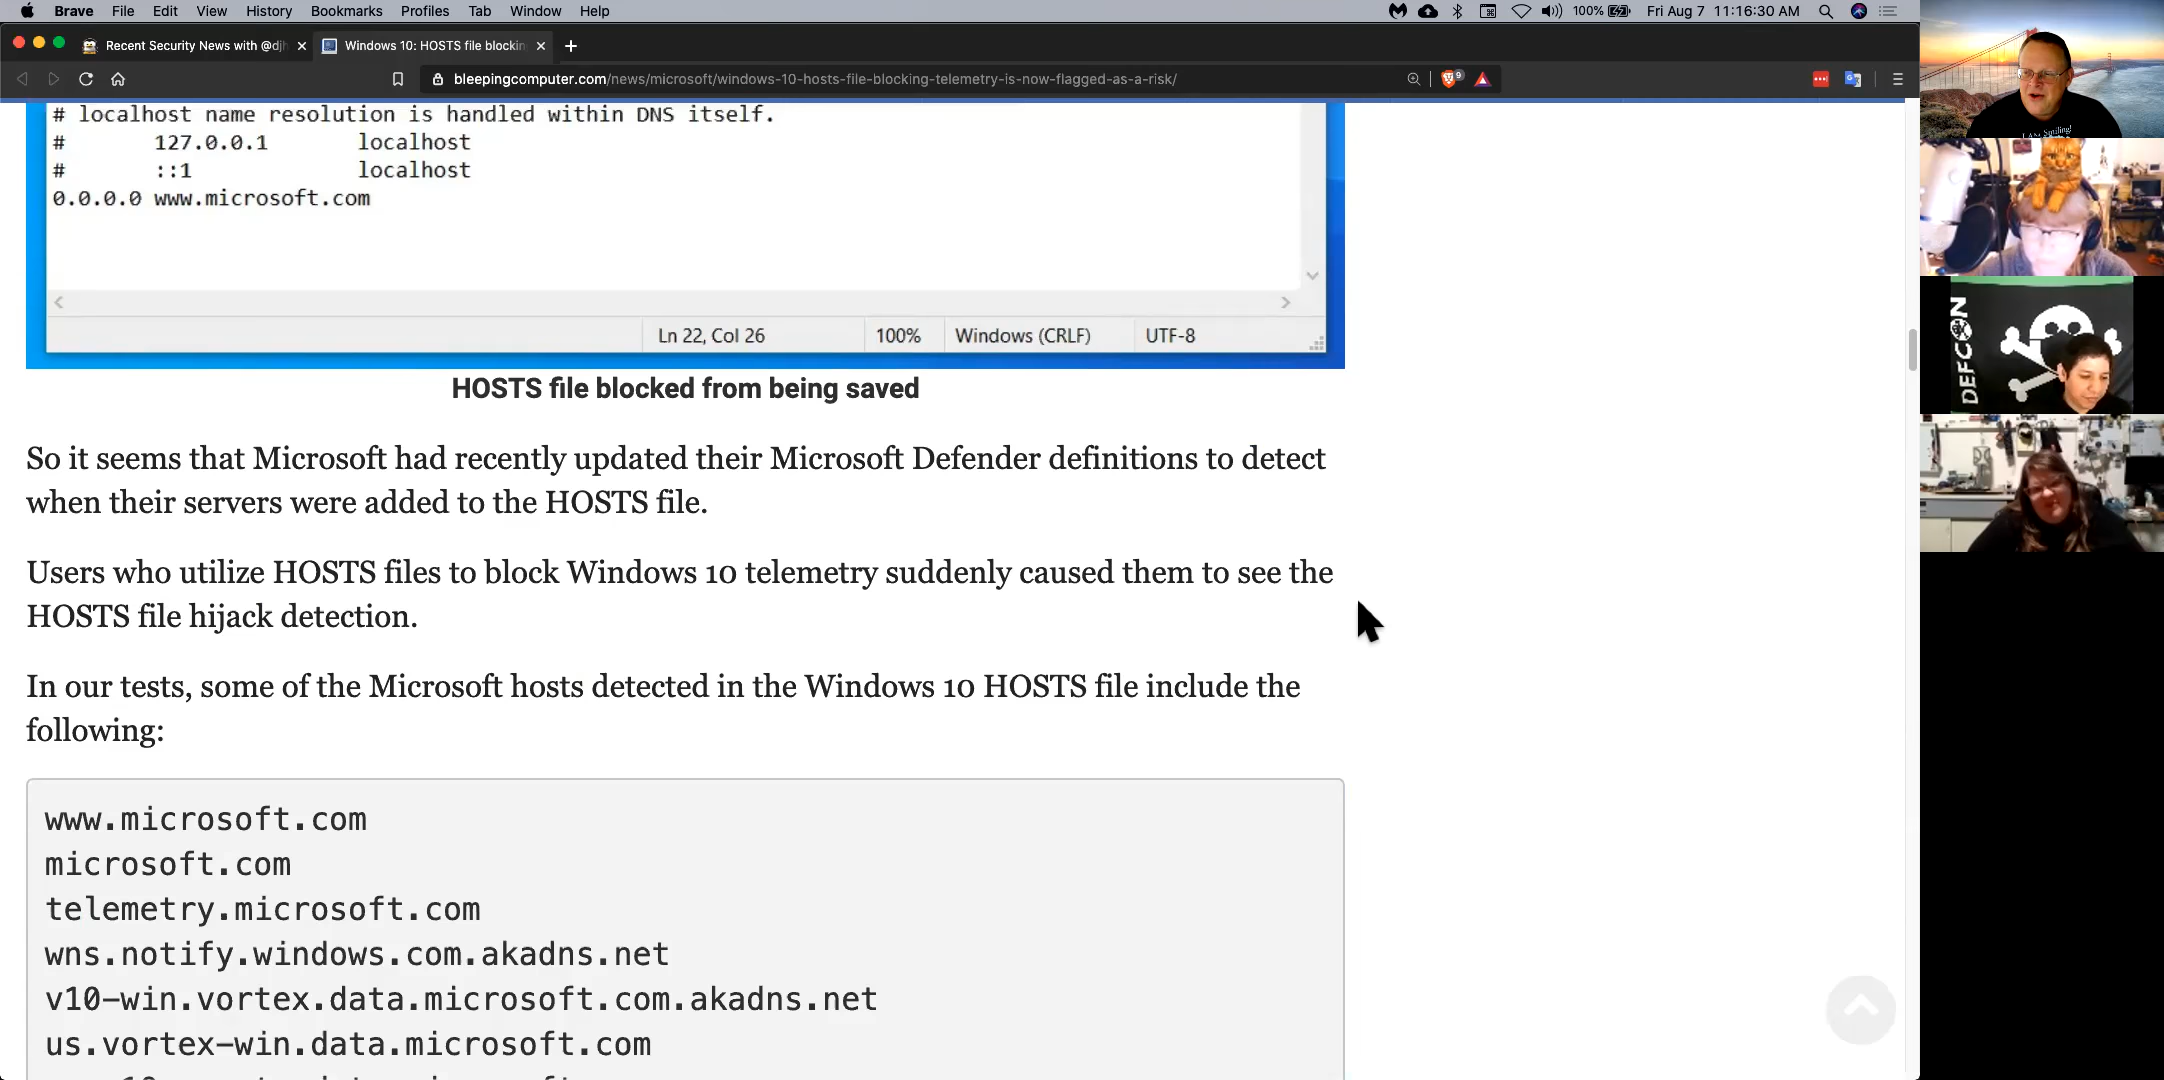 Brave File Edit View History Bookmarks Profiles Tab Window Help 100% Fri Aug 7 11:16:30 AM
Recent Security News with @djh Windows 10: HOSTS file blockin
bleepingcomputer.com/news/microsoft/windows-10-hosts-file-blocking-telemetry-is-now-flagged-as-a-risk/
# localhost name resolution is handled within DNS itself.
# 127.0.0.1 localhost
# ::1 localhost
0.0.0.0 www.microsoft.com
Ln 22, Col 26 100% Windows (CRLF) UTF-8
HOSTS file blocked from being saved
So it seems that Microsoft had recently updated their Microsoft Defender definitions to detect
when their servers were added to the HOSTS file.
Users who utilize HOSTS files to block Windows 10 telemetry suddenly caused them to see the
HOSTS file hijack detection.
In our tests, some of the Microsoft hosts detected in the Windows 10 HOSTS file include the
following:
www.microsoft.com
microsoft.com
telemetry.microsoft.com
wns.notify.windows.com.akadns.net
v10-win.vortex.data.microsoft.com.akadns.net
us.vortex-win.data.microsoft.com
I AM Smiling!
DEFCON